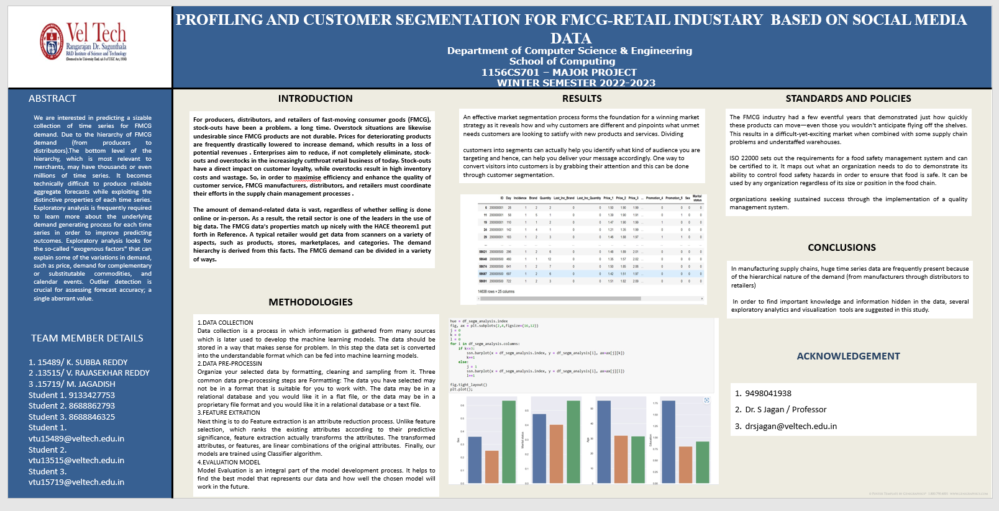 Vel Tech
Rangarajan Dr. Sagunthala
R&D Institute of Science and Technology
(Deemed to be University Estd. u/s 3 of UGC Act, 1956)
PROFILING AND CUSTOMER SEGMENTATION FOR FMCG-RETAIL INDUSTARY BASED ON SOCIAL MEDIA
DATA
Department of Computer Science & Engineering
School of Computing
1156CS701 – MAJOR PROJECT
WINTER SEMESTER 2022-2023
ABSTRACT
We are interested in predicting a sizable
collection of time series for FMCG
demand. Due to the hierarchy of FMCG
demand (from producers to
distributors).The bottom level of the
hierarchy, which is most relevant to
merchants, may have thousands or even
millions of time series. It becomes
technically difficult to produce reliable
aggregate forecasts while exploiting the
distinctive properties of each time series.
Exploratory analysis is frequently required
to learn more about the underlying
demand generating process for each time
series in order to improve predicting
outcomes. Exploratory analysis looks for
the so-called "exogenous factors" that can
explain some of the variations in demand,
such as price, demand for complementary
or substitutable commodities, and
calendar events. Outlier detection is
crucial for assessing forecast accuracy; a
single aberrant value.
TEAM MEMBER DETAILS
1. 15489/ K. SUBBA REDDY
2 .13515/ V. RAJASEKHAR REDDY
3 .15719/ M. JAGADISH
Student 1. 9133427753
Student 2. 8688862793
Student 3. 8688846325
Student 1.
vtu15489@veltech.edu.in
Student 2.
vtu13515@veltech.edu.in
Student 3.
vtu15719@veltech.edu.in
INTRODUCTION
For producers, distributors, and retailers of fast-moving consumer goods (FMCG),
stock-outs have been a problem. a long time. Overstock situations are likewise
undesirable since FMCG products are not durable. Prices for deteriorating products
are frequently drastically lowered to increase demand, which results in a loss of
potential revenues . Enterprises aim to reduce, if not completely eliminate, stock-
outs and overstocks in the increasingly cutthroat retail business of today. Stock-outs
have a direct impact on customer loyalty, while overstocks result in high inventory
costs and wastage. So, in order to maximise efficiency and enhance the quality of
customer service, FMCG manufacturers, distributors, and retailers must coordinate
their efforts in the supply chain management processes .
The amount of demand-related data is vast, regardless of whether selling is done
online or in-person. As a result, the retail sector is one of the leaders in the use of
big data. The FMCG data's properties match up nicely with the HACE theorem1 put
forth in Reference. A typical retailer would get data from scanners on a variety of
aspects, such as products, stores, marketplaces, and categories. The demand
hierarchy is derived from this facts. The FMCG demand can be divided in a variety
of ways.
METHODOLOGIES
1.DATA COLLECTION
Data collection is a process in which information is gathered from many sources
which is later used to develop the machine learning models. The data should be
stored in a way that makes sense for problem. In this step the data set is converted
into the understandable format which can be fed into machine learning models.
2.DATA PRE-PROCESSIN
Organize your selected data by formatting, cleaning and sampling from it. Three
common data pre-processing steps are Formatting: The data you have selected may
not be in a format that is suitable for you to work with. The data may be in a
relational database and you would like it in a flat file, or the data may be in a
proprietary file format and you would like it in a relational database or a text file.
3.FEATURE EXTRATION
Next thing is to do Feature extraction is an attribute reduction process. Unlike feature
selection, which ranks the existing attributes according to their predictive
significance, feature extraction actually transforms the attributes. The transformed
attributes, or features, are linear combinations of the original attributes. Finally, our
models are trained using Classifier algorithm.
4.EVALUATION MODEL
Model Evaluation is an integral part of the model development process. It helps to
find the best model that represents our data and how well the chosen model will
work in the future.
RESULTS
An effective market segmentation process forms the foundation for a winning market
strategy as it reveals how and why customers are different and pinpoints what unmet
needs customers are looking to satisfy with new products and services. Dividing
customers into segments can actually help you identify what kind of audience you are
targeting and hence, can help you deliver your message accordingly. One way to
convert visitors into customers is by grabbing their attention and this can be done
through customer segmentation.
ID Day Incidence Brand Quantity Last_Inc_Brand Last_Inc_Quantity Price_1 Price_2 Price_3 ... Promotion_4 Promotion_5 Sex Marital status
6 200000001 28 1 2 2 0 0 1.50 1.90 1.99 ... 0 0 0 0
11 200000001 58 1 5 1 0 0 1.39 1.90 1.91 ... 0 1 0 0
19 200000001 110 1 1 2 0 0 1.47 1.90 1.99 ... 1 0 0 0
24 200000001 142 1 4 1 0 0 1.21 1.35 1.99 ... 0 0 0 0
29 200000001 183 1 2 3 0 0 1.46 1.88 1.97 ... 1 1 0 0
... ... ... ... ... ... ... ... ... ... ... ... ... ... ... ...
58621 200000500 296 1 2 6 0 0 1.46 1.89 2.01 ... 0 0 0 0
58648 200000500 460 1 1 12 0 0 1.35 1.57 2.02 ... 0 0 0 0
58674 200000500 641 1 2 7 0 0 1.50 1.85 2.06 ... 0 0 0 0
58687 200000500 697 1 2 6 0 0 1.42 1.51 1.97 ... 0 0 0 0
58691 200000500 722 1 2 3 0 0 1.51 1.82 2.09 ... 0 0 0 0
14638 rows × 25 columns
hue = df_segm_analysis.index
fig, ax = plt.subplots(2,4,figsize=(16,12))
j = 0
k = 0
l = 0
for i in df_segm_analysis.columns:
if k<=3:
ssn.barplot(x = df_segm_analysis.index, y = df_segm_analysis[i], ax=ax[j][k])
k+=1
else:
j = 1
ssn.barplot(x = df_segm_analysis.index, y = df_segm_analysis[i], ax=ax[j][l])
l+=1
fig.tight_layout()
plt.plot();
Sex
Marital status
Age
Education
STANDARDS AND POLICIES
The FMCG industry had a few eventful years that demonstrated just how quickly
these products can move—even those you wouldn't anticipate flying off the shelves.
This results in a difficult-yet-exciting market when combined with some supply chain
problems and understaffed warehouses.
ISO 22000 sets out the requirements for a food safety management system and can
be certified to it. It maps out what an organization needs to do to demonstrate its
ability to control food safety hazards in order to ensure that food is safe. It can be
used by any organization regardless of its size or position in the food chain.
organizations seeking sustained success through the implementation of a quality
management system.
CONCLUSIONS
In manufacturing supply chains, huge time series data are frequently present because
of the hierarchical nature of the demand (from manufacturers through distributors to
retailers)
In order to find important knowledge and information hidden in the data, several
exploratory analytics and visualization tools are suggested in this study.
ACKNOWLEDGEMENT
1. 9498041938
2. Dr. S Jagan / Professor
3. drsjagan@veltech.edu.in